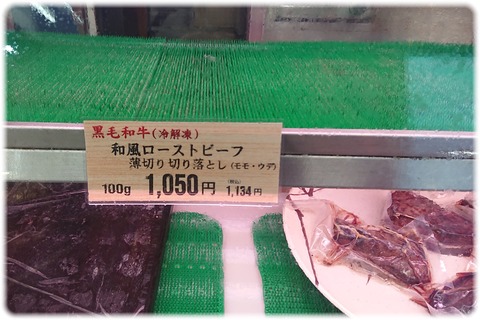 黒毛和牛(冷解凍)
和風ローストビーフ
薄切り切り落とし(モモ・ウデ)
100g 1,050円 (税込) 1,134円